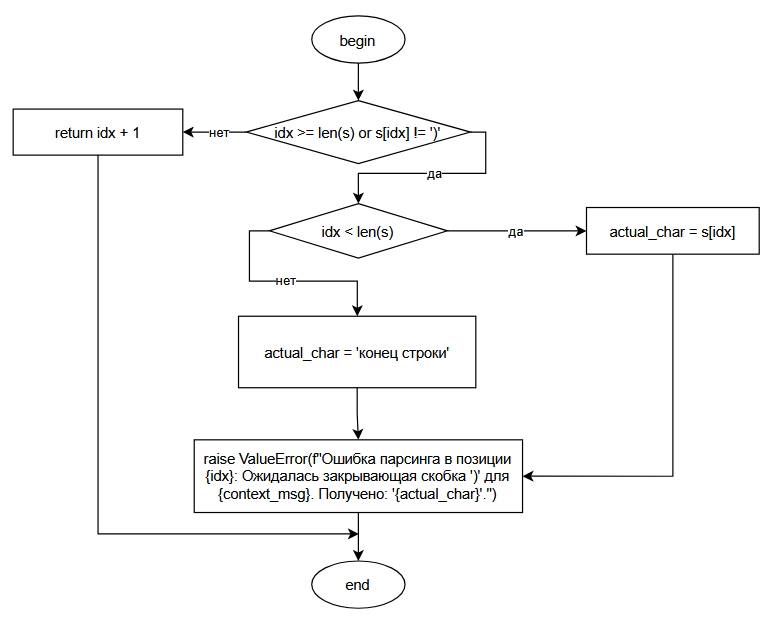 begin
idx >= len(s) or s[idx] != ')'
нет
return idx + 1
да
idx < len(s)
да
actual_char = s[idx]
нет
actual_char = 'конец строки'
raise ValueError(f"Ошибка парсинга в позиции
{idx}: Ожидалась закрывающая скобка ')' для
{context_msg}. Получено: '{actual_char}'.")
end